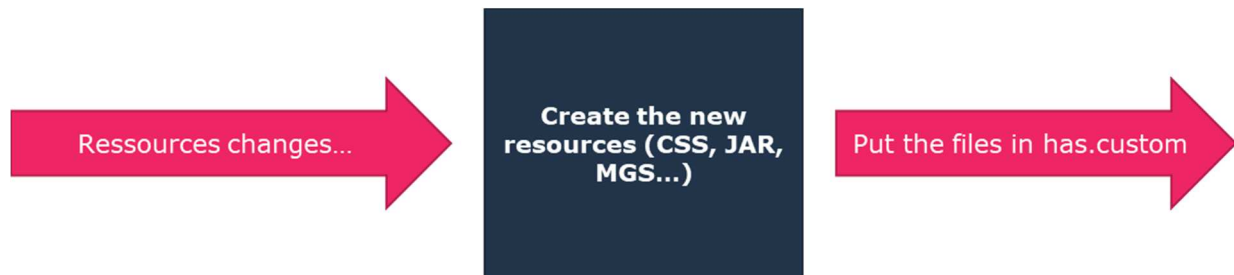 Ressources changes...
Create the new
resources (CSS, JAR,
MGS...)
Put the files in has.custom